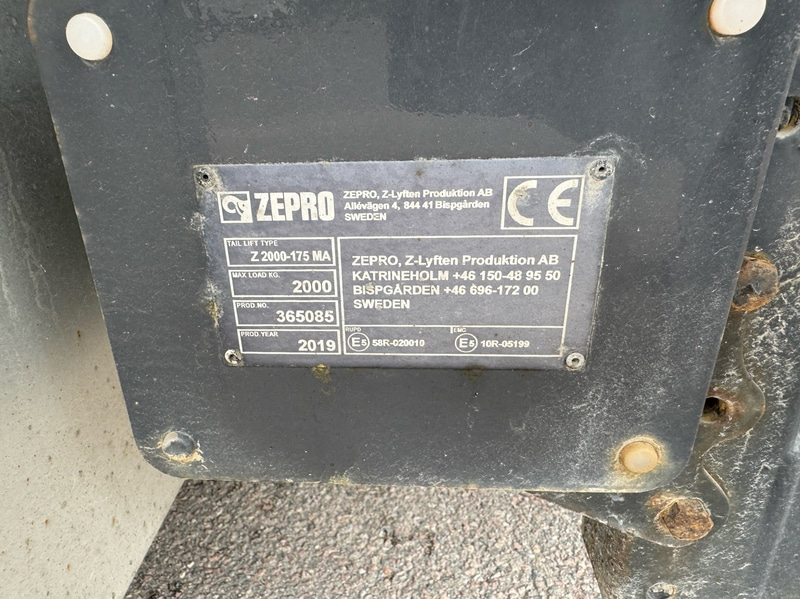 ZEPRO
ZEPRO, Z-Lyften Produktion AB
Allévägen 4, 844 41 Bispgården
SWEDEN
CE
TAIL LIFT TYPE
Z 2000-175 MA
MAX LOAD KG.
2000
PROD.NO.
365085
PROD.YEAR
2019
ZEPRO, Z-Lyften Produktion AB
KATRINEHOLM +46 150-48 95 50
BISPGÅRDEN +46 696-172 00
SWEDEN
RUPD
E5 58R-020010
EMC
E5 10R-05199